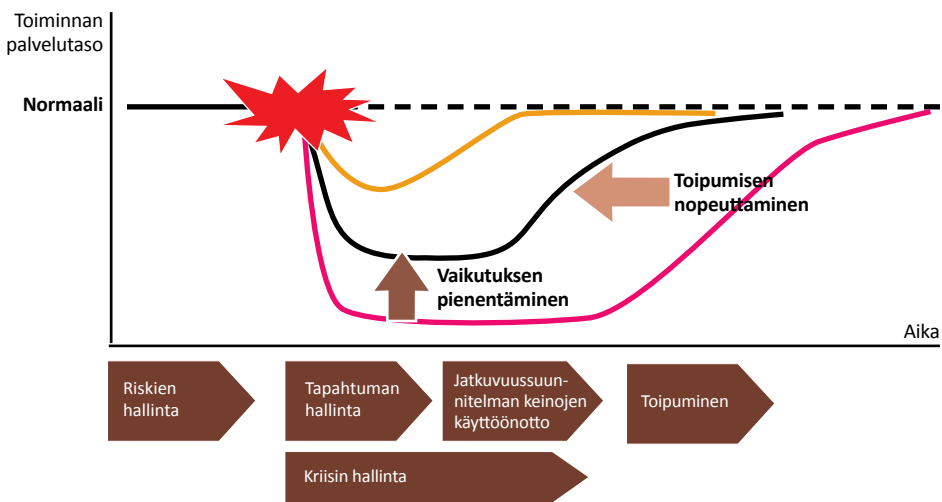 Toiminnan
palvelutaso
Normaali
Toipumisen
nopeuttaminen
Vaikutuksen
pienentäminen
Aika
Riskien
hallinta
Tapahtuman
hallinta
Jatkuvuussuun-
nitelman keinojen
käyttöönotto
Toipuminen
Kriisin hallinta